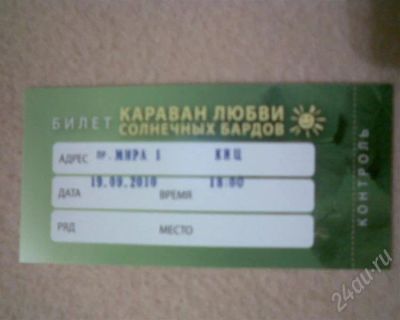 БИЛЕТ КАРАВАН ЛЮБВИ
СОЛНЕЧНЫХ БАРДОВ
АДРЕС пр. МИРА 1 КИЦ
ДАТА 19.09.2010 ВРЕМЯ 18:00
РЯД МЕСТО
КОНТРОЛЬ
24au.ru